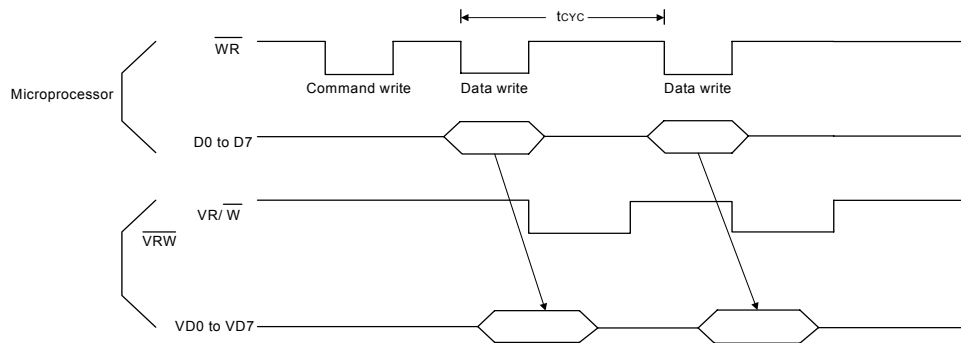 tCYC
WR
Command write
Data write
Data write
Microprocessor
D0 to D7
VR/ W
VRW
VD0 to VD7